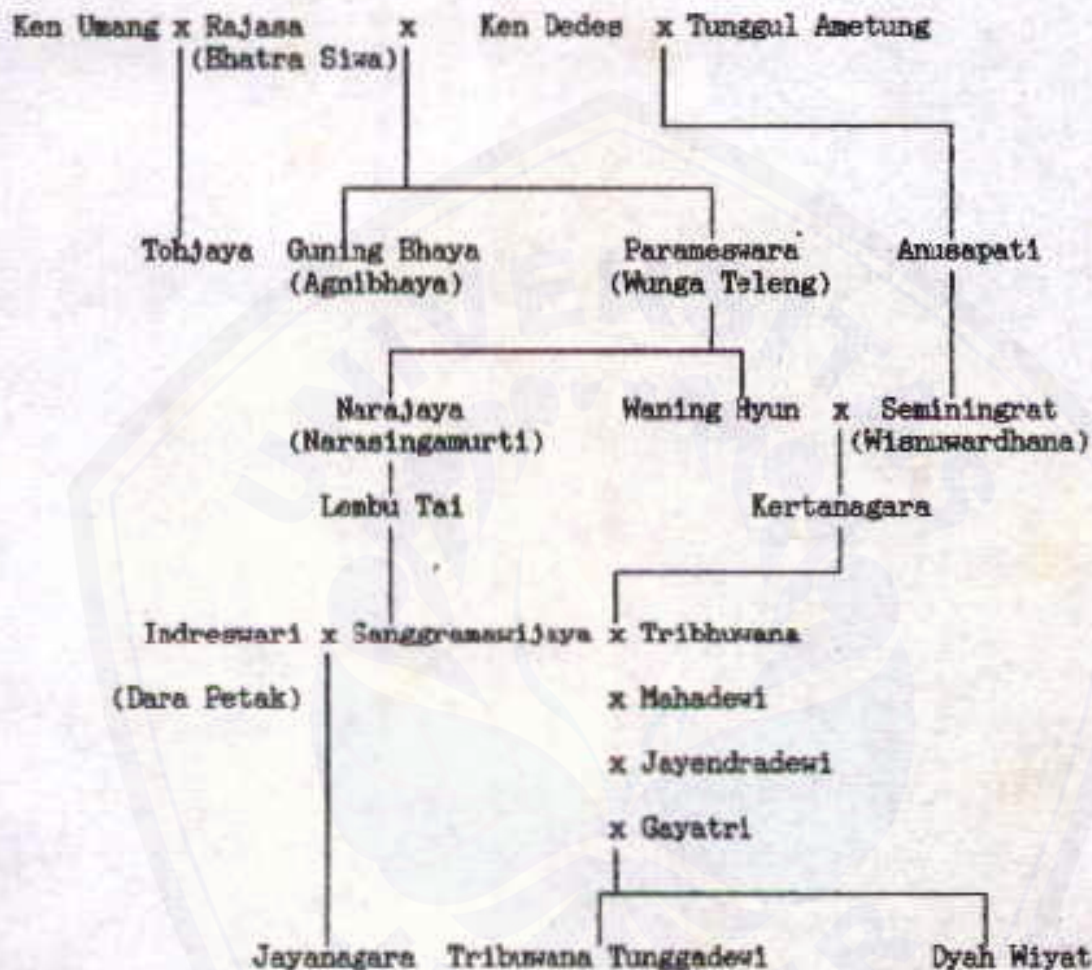 Ken Umang x Rajasa x Ken Dedes x Tunggul Ametung
(Bhatra Siwa)
Tohjaya Guning Bhaya Parameswara Anusapati
(Agnibhaya) (Wunga Teleng)
Narajaya Waning Hyun x Seminingrat
(Narasingamurti) (Wisnuwardhana)
Lembu Tal Kertanagara
Indreswari x Sanggramawijaya x Tribhuwana
(Dara Petak) x Mahadewi
x Jayendradewi
x Gayatri
Jayanagara Tribuwana Tunggadewi Dyah Wiyat